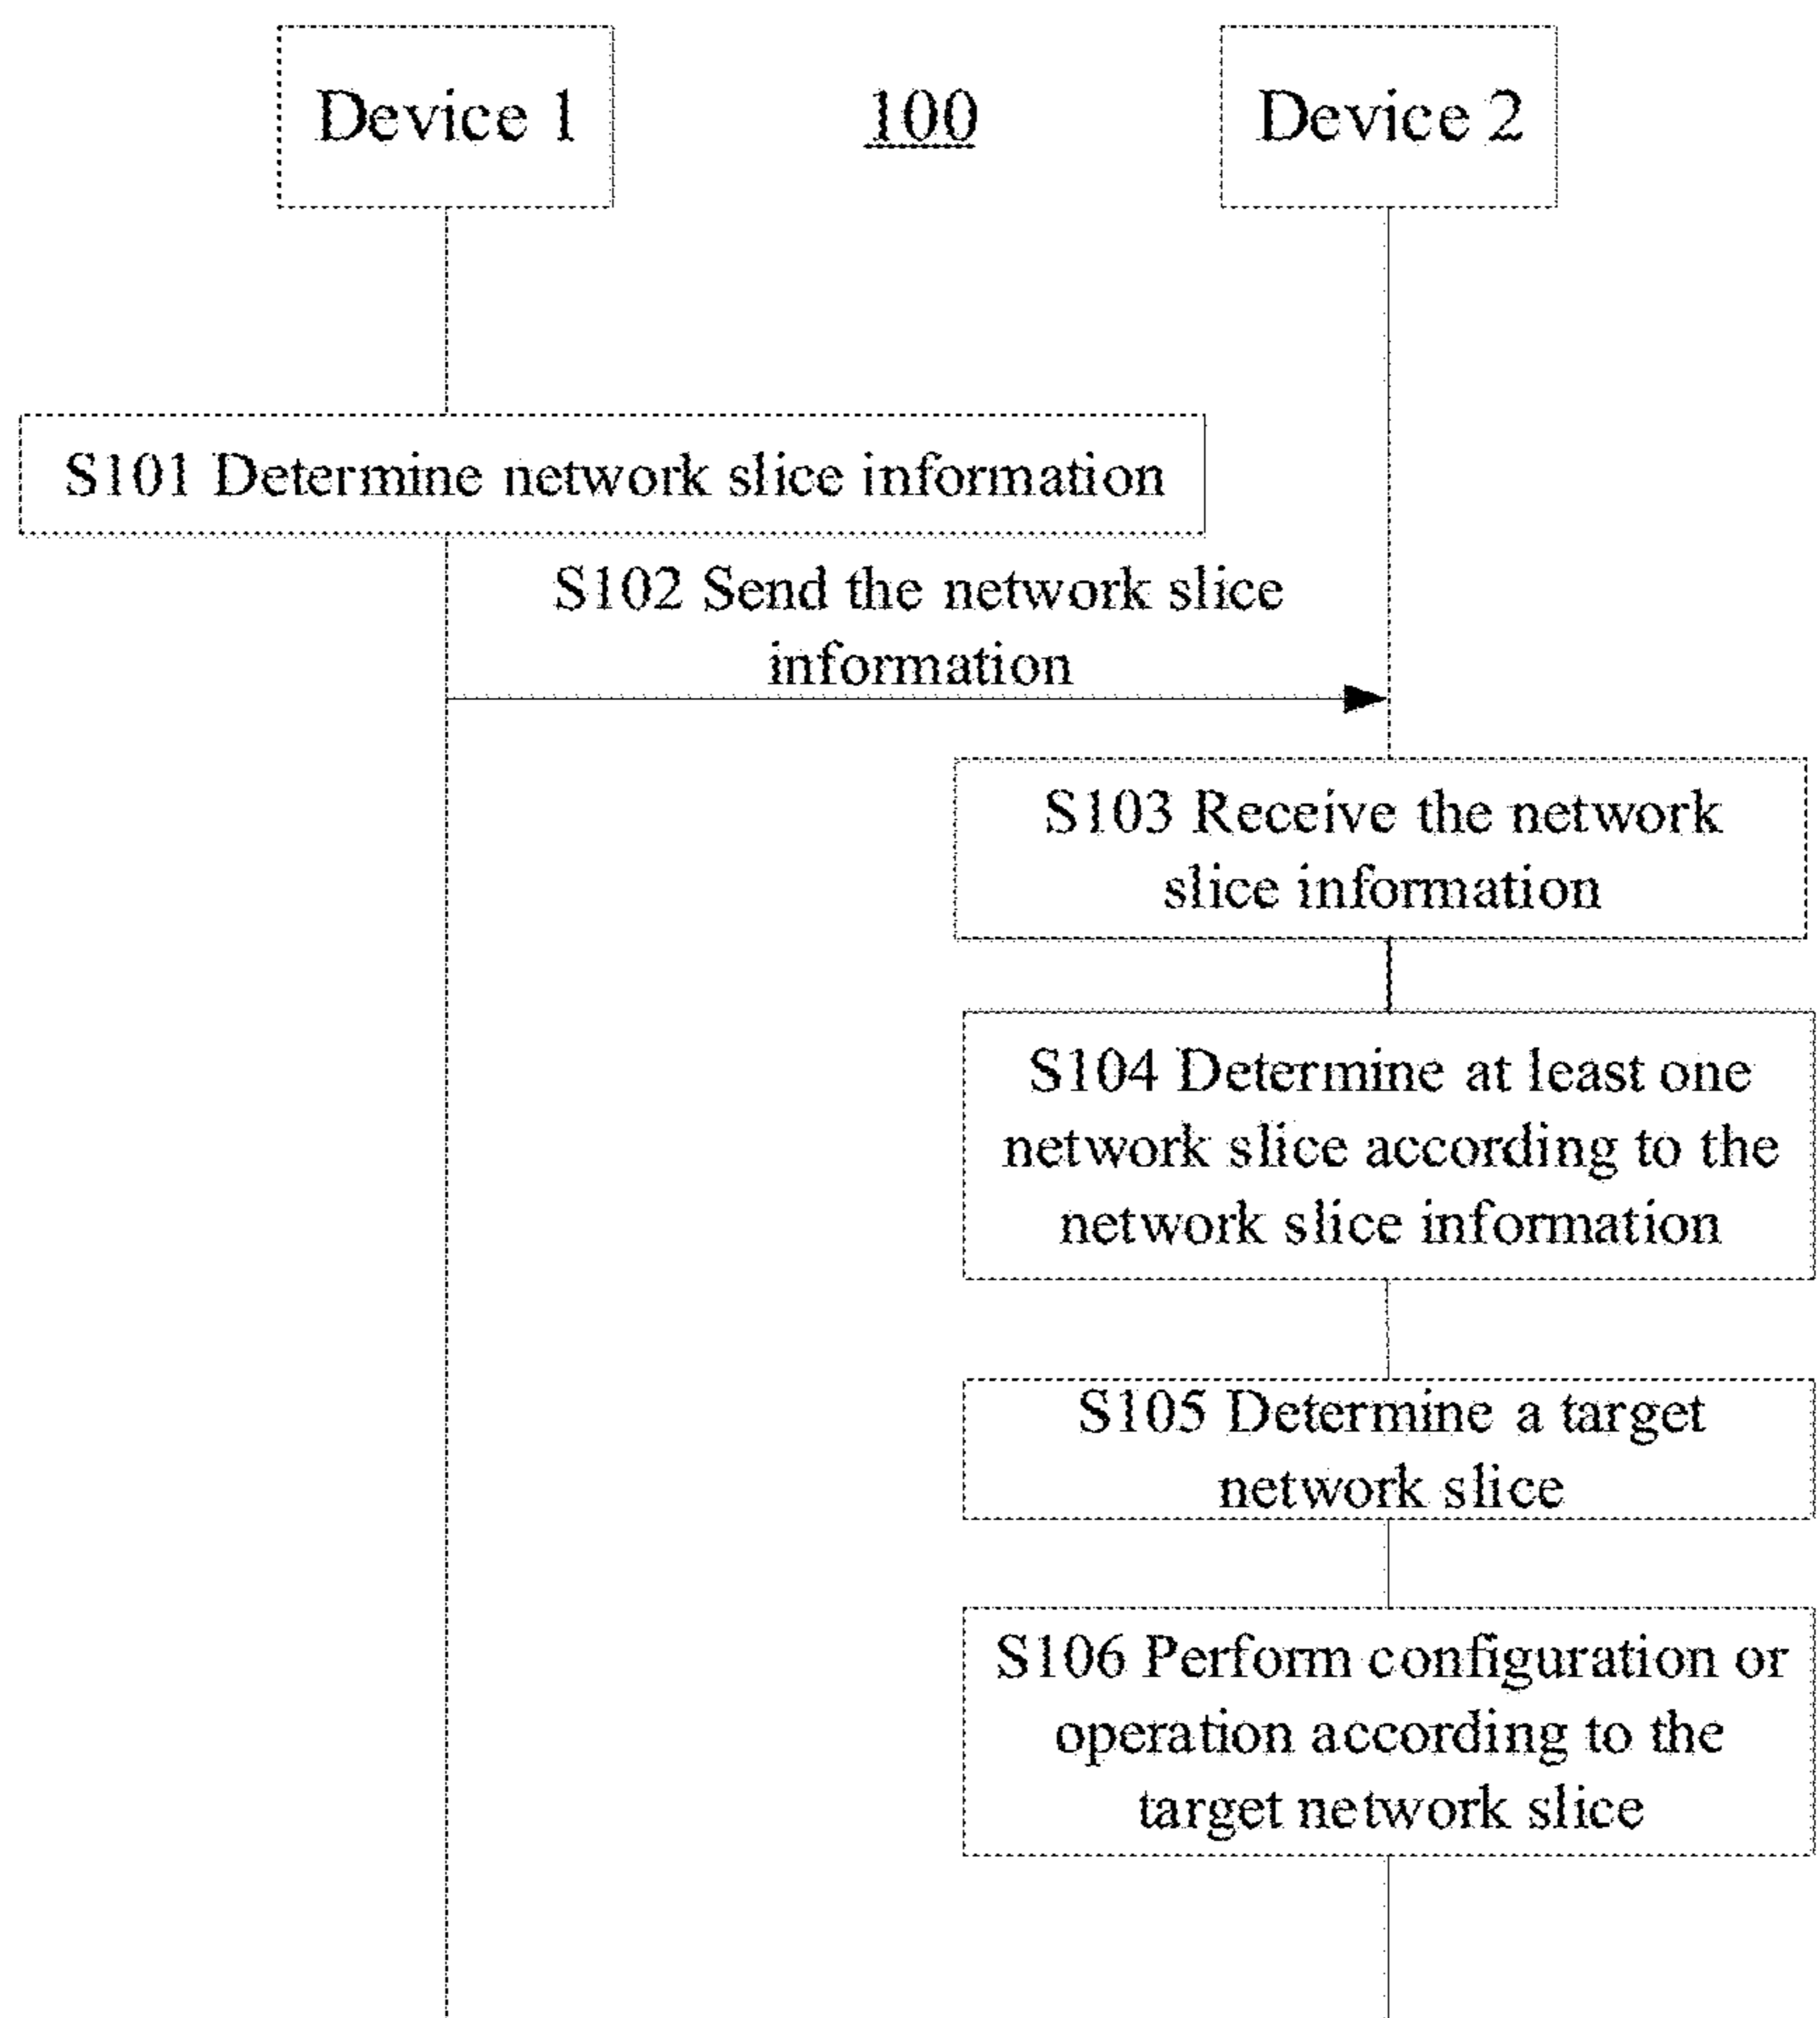 Device 1
100
Device 2
S101 Determine network slice information
S102 Send the network slice
information
S103 Receive the network
slice information
S104 Determine at least one
network slice according to the
network slice information
S105 Determine a target
network slice
S106 Perform configuration or
operation according to the
target network slice